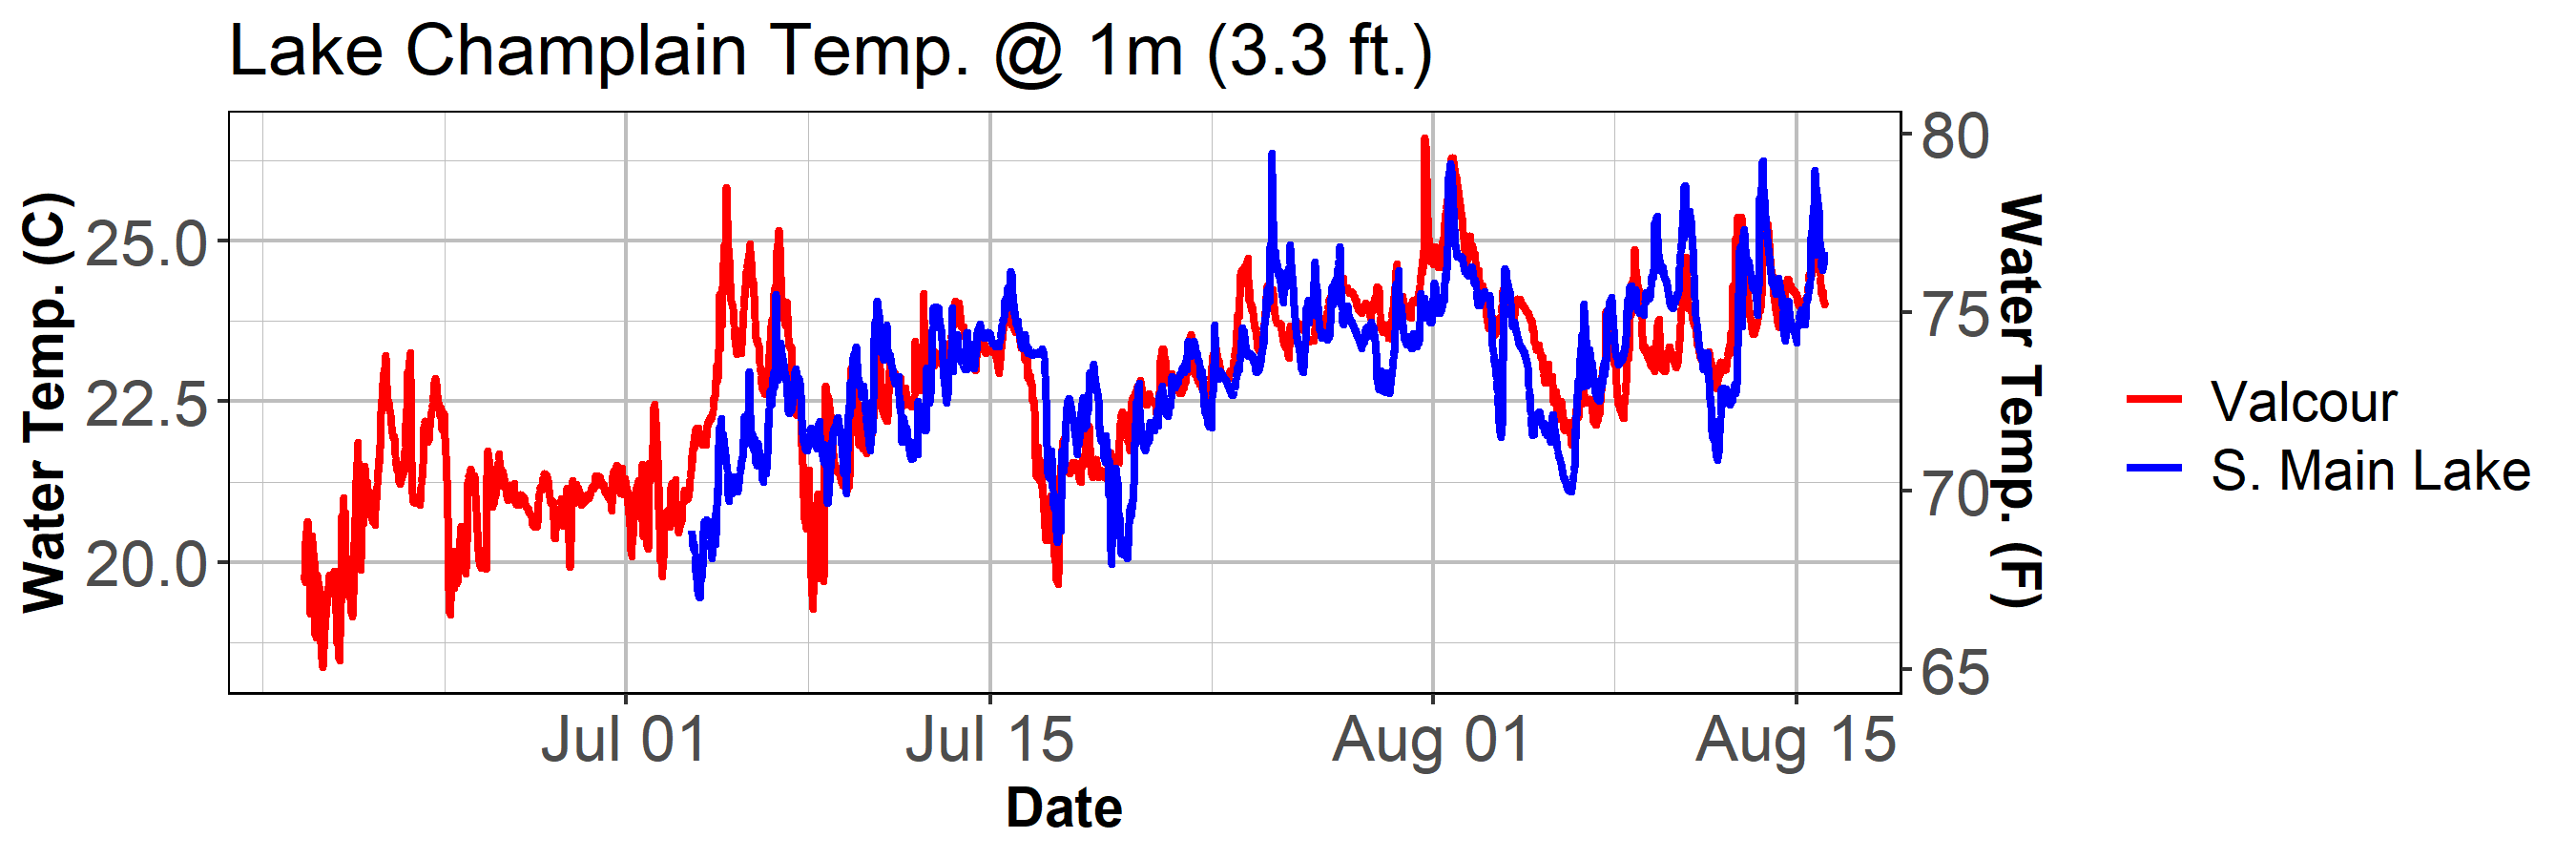 Lake Champlain Temp. @ 1m (3.3 ft.)
Water Temp. (C)
25.0
22.5
20.0
80
75
70
65
Water Temp. (F)
Jul 01
Jul 15
Aug 01
Aug 15
Date
Valcour
S. Main Lake